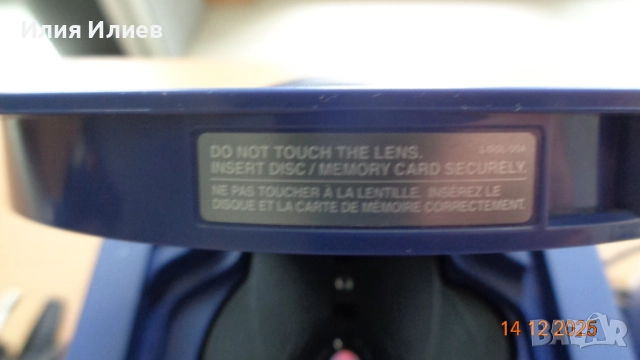 Илия Илиев
DO NOT TOUCH THE LENS.
INSERT DISC / MEMORY CARD SECURELY.
NE PAS TOUCHER À LA LENTILLE. INSÉREZ LE
DISQUE ET LA CARTE DE MÉMOIRE CORRECTEMENT.
14 12 2025
BAZAR